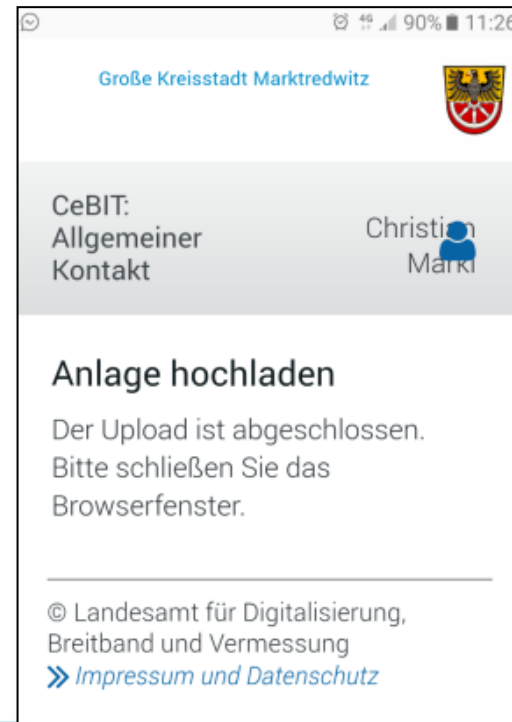 4G 90% 11:26
Große Kreisstadt Marktredwitz
CeBIT:
Allgemeiner
Kontakt
Christian
Markl
Anlage hochladen
Der Upload ist abgeschlossen.
Bitte schließen Sie das
Browserfenster.
© Landesamt für Digitalisierung,
Breitband und Vermessung
Impressum und Datenschutz